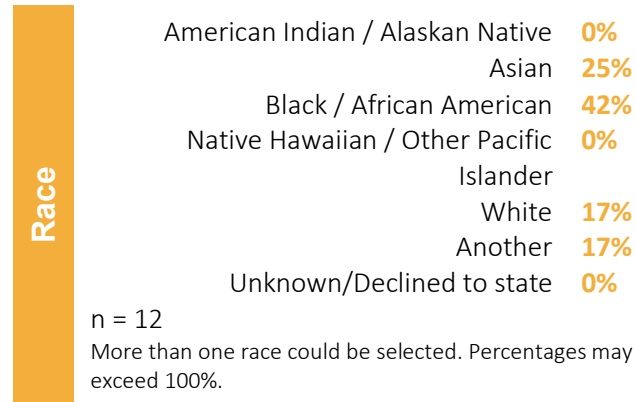 Race
American Indian / Alaskan Native 0%
Asian 25%
Black / African American 42%
Native Hawaiian / Other Pacific 0%
Islander
White 17%
Another 17%
Unknown/Declined to state 0%
n = 12
More than one race could be selected. Percentages may
exceed 100%.